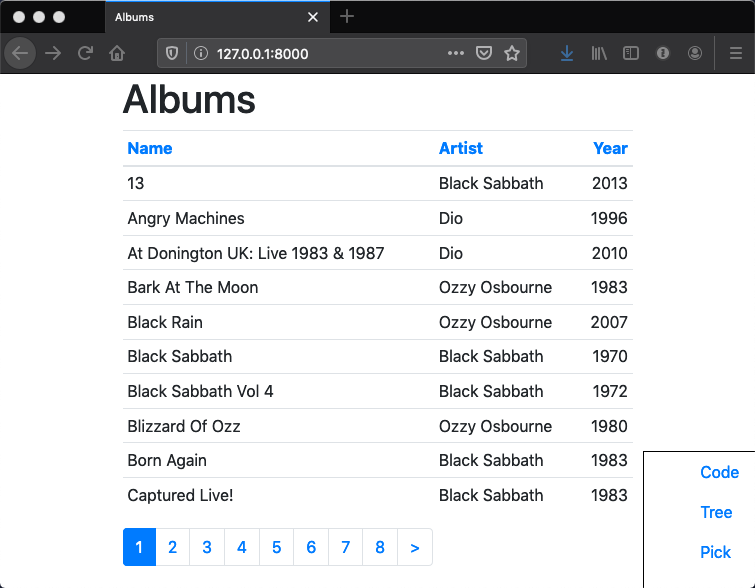 Albums
127.0.0.1:8000
Albums
Name Artist Year
13 Black Sabbath 2013
Angry Machines Dio 1996
At Donington UK: Live 1983 & 1987 Dio 2010
Bark At The Moon Ozzy Osbourne 1983
Black Rain Ozzy Osbourne 2007
Black Sabbath Black Sabbath 1970
Black Sabbath Vol 4 Black Sabbath 1972
Blizzard Of Ozz Ozzy Osbourne 1980
Born Again Black Sabbath 1983
Captured Live! Black Sabbath 1983
1 2 3 4 5 6 7 8 >
Code
Tree
Pick